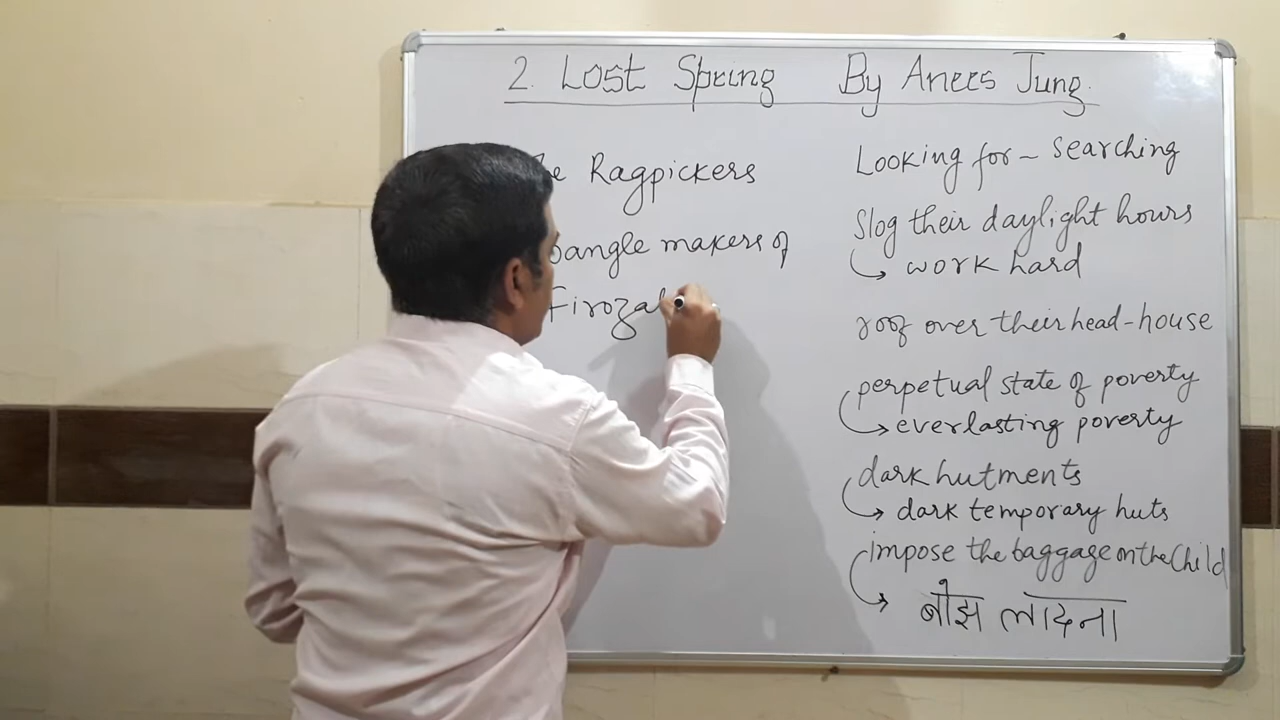 2. Lost Spring By Anees Jung.
Ragpickers
bangle makers of
Firoza
Looking for - searching
Slog their daylight hours
work hard
roof over their head - house
perpetual state of poverty
everlasting poverty
dark hutments
dark temporary huts
impose the baggage on the Child
बोझ लादना